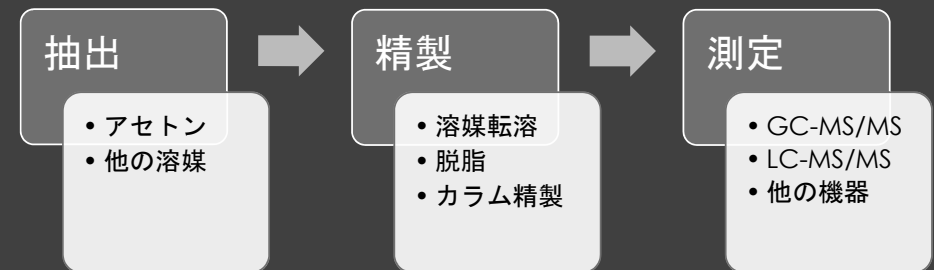 抽出
• アセトン
• 他の溶媒
精製
• 溶媒転溶
• 脱脂
• カラム精製
測定
• GC-MS/MS
• LC-MS/MS
• 他の機器